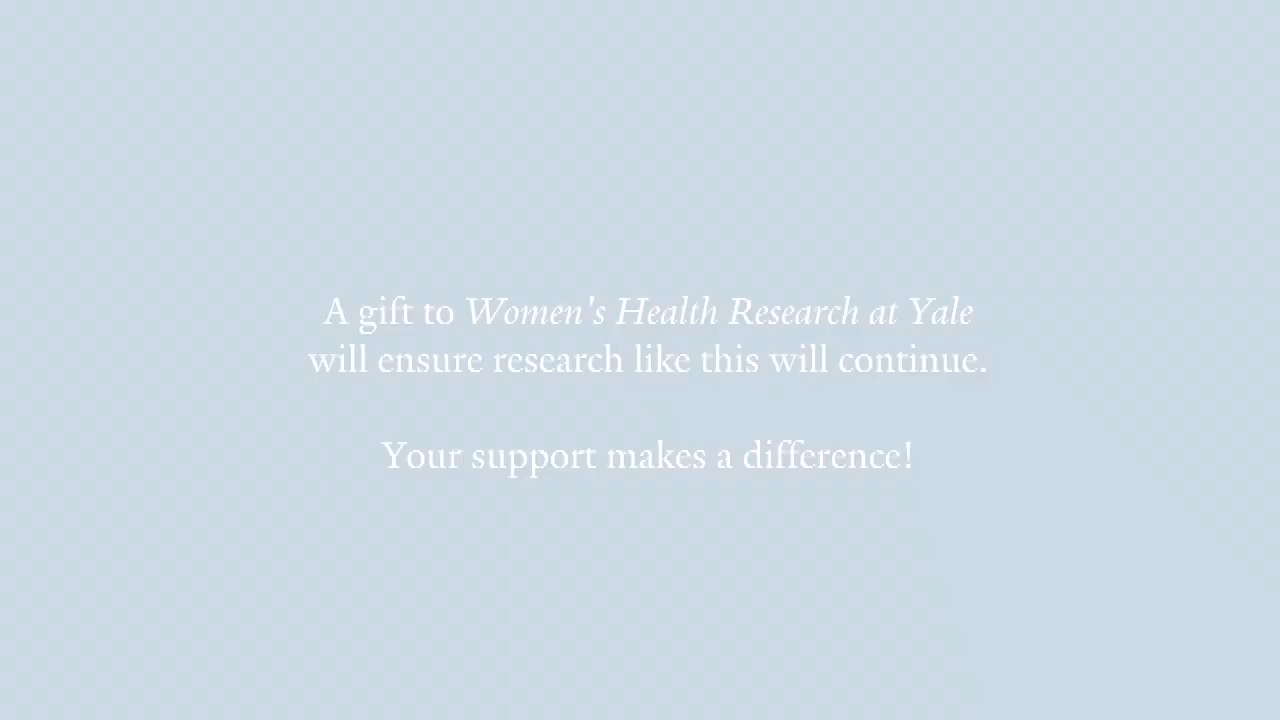 A gift to Women's Health Research at Yale
will ensure research like this will continue.
Your support makes a difference!